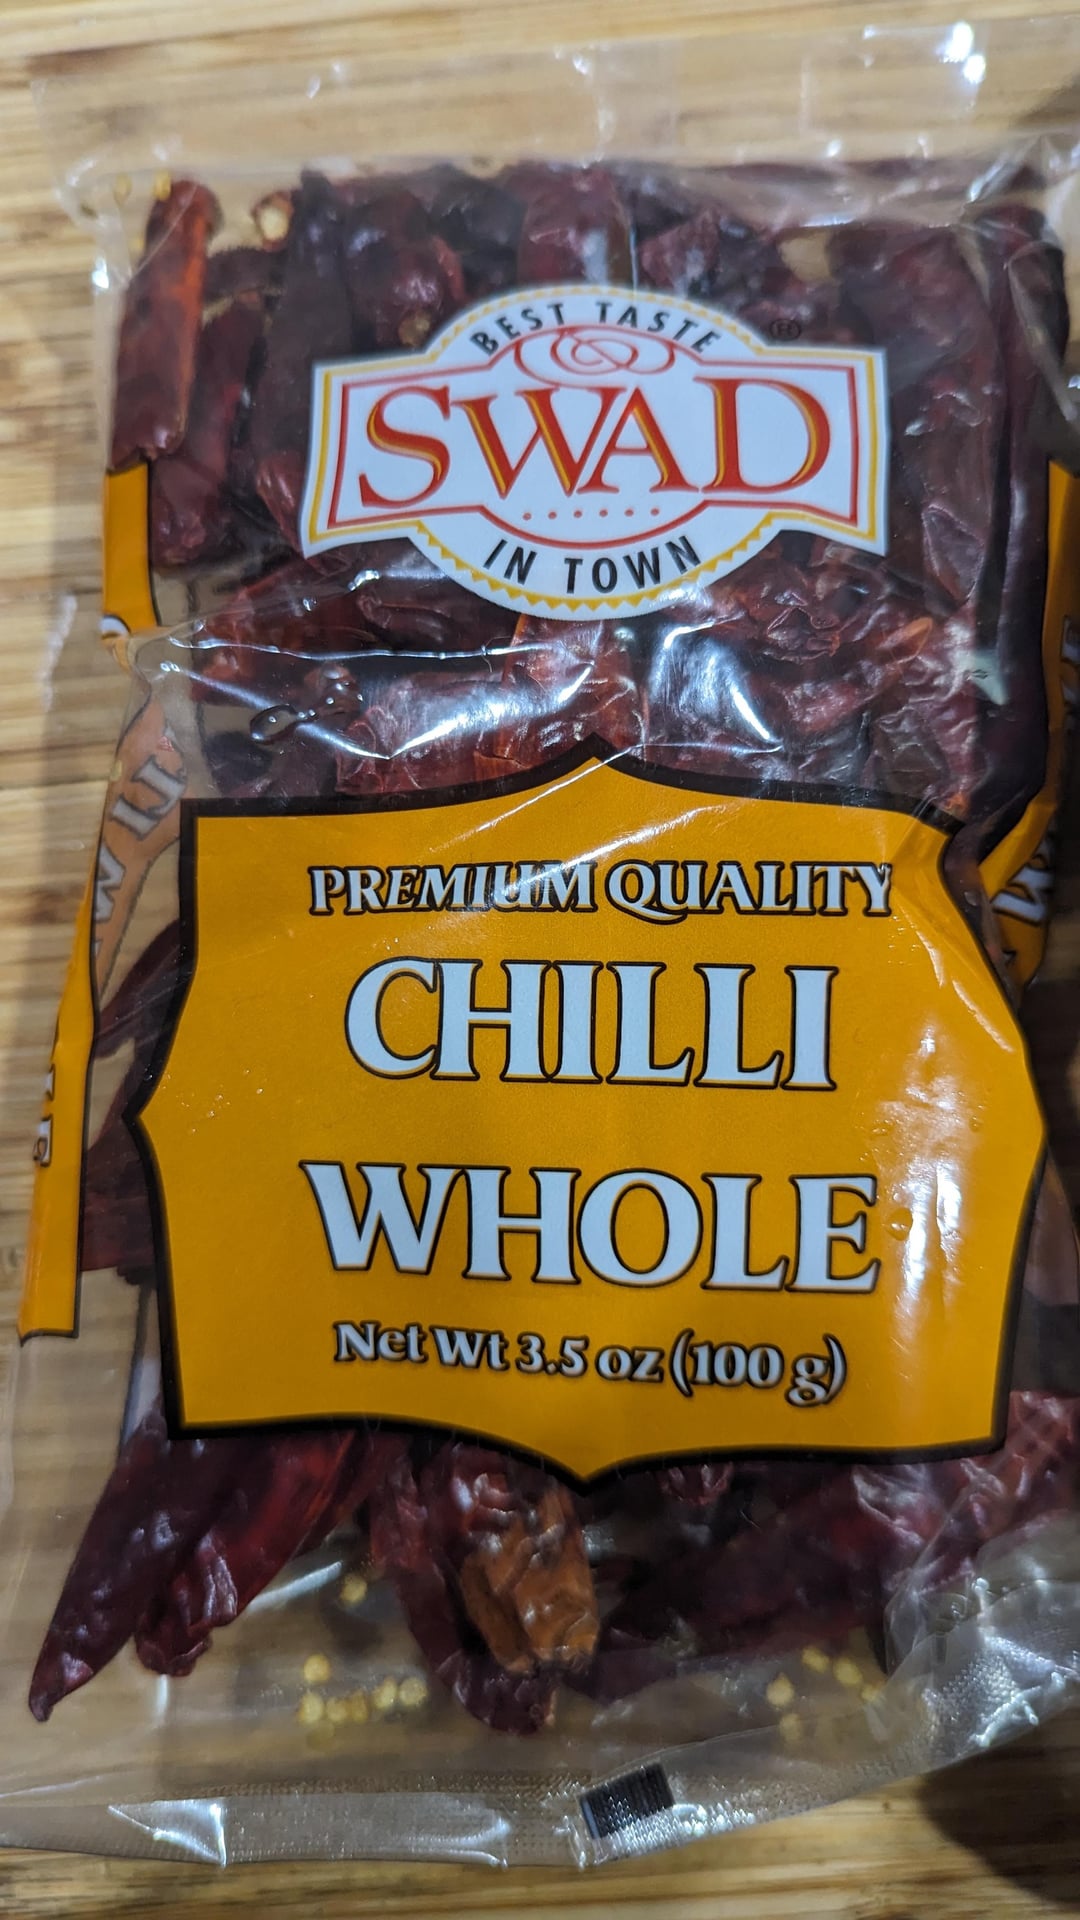 BEST TASTE
SWAD
®
IN TOWN
PREMIUM QUALITY
CHILLI
WHOLE
Net Wt 3.5 oz (100 g)